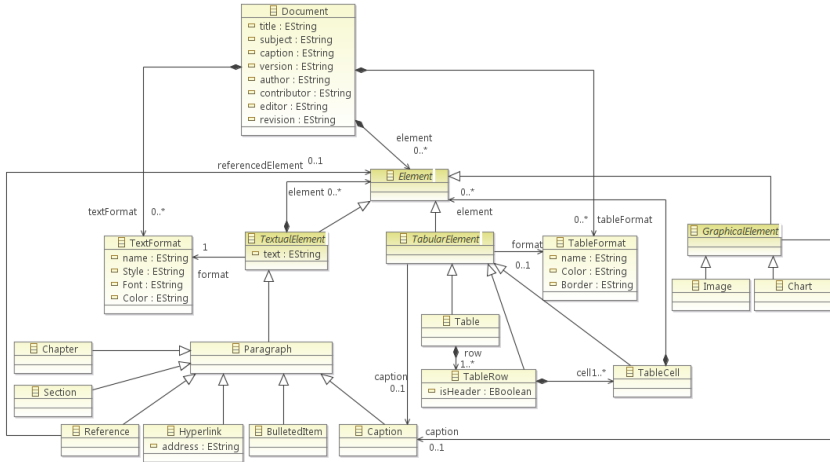 Document
title : EString
subject : EString
caption : EString
version : EString
author : EString
contributor : EString
editor : EString
revision : EString
element
0..*
referencedElement 0..1
Element
element 0..*
0..*
element
textFormat 0..*
0..* tableFormat
TextFormat
name : EString
Style : EString
Font : EString
Color : EString
1
format
TextualElement
text : EString
TabularElement
format
0..1
TableFormat
name : EString
Color : EString
Border : EString
GraphicalElement
Image
Chart
Table
row
1..*
Chapter
Paragraph
Section
caption
0..1
TableRow
isHeader : EBoolean
cell1..*
TableCell
Reference
Hyperlink
address : EString
BulletedItem
Caption
caption
0..1